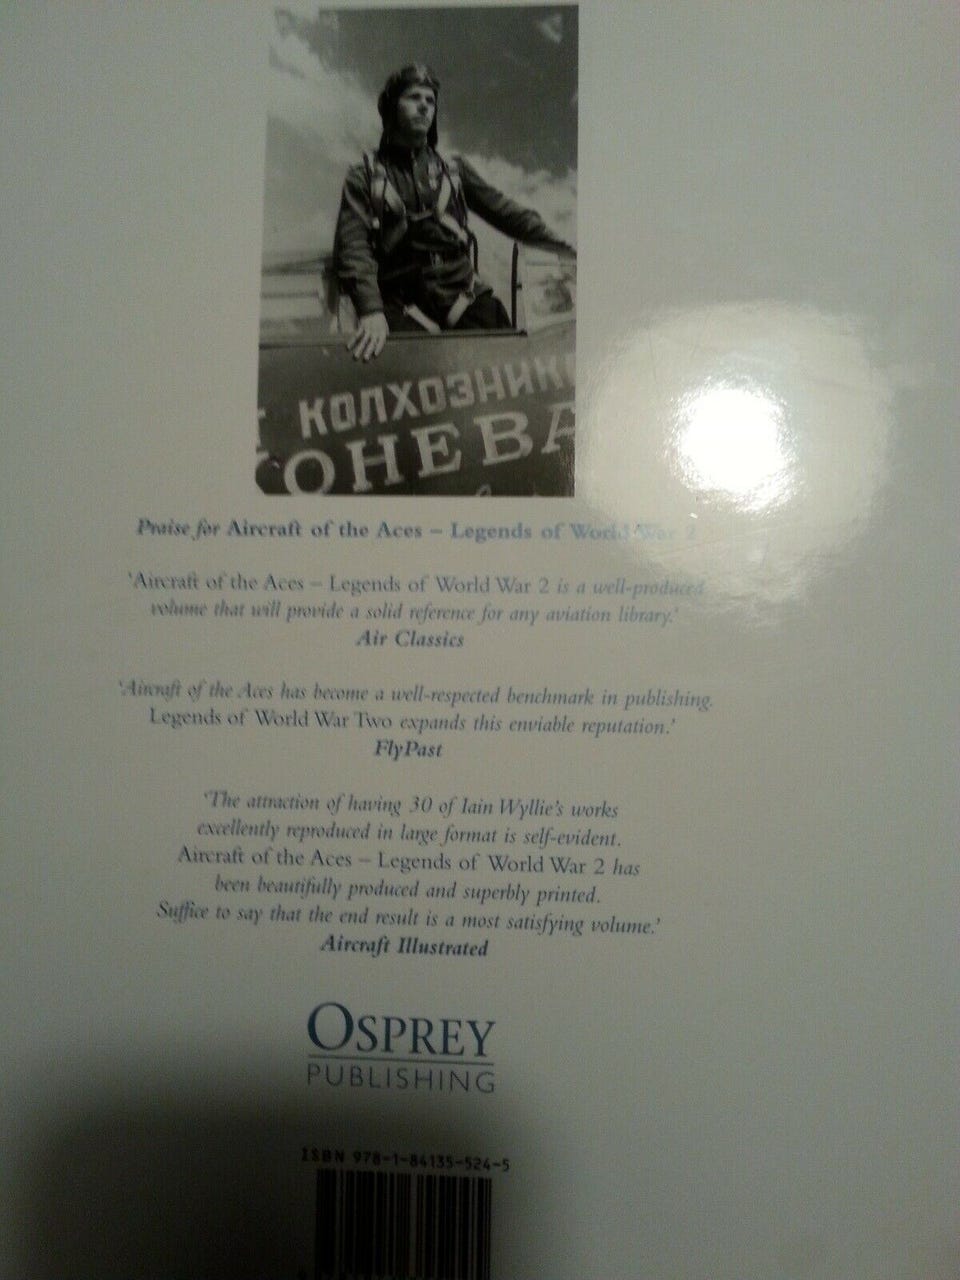 КОЛХОЗНИК
КОНЕВА
Praise for Aircraft of the Aces – Legends of World War 2
'Aircraft of the Aces – Legends of World War 2 is a well-produced
volume that will provide a solid reference for any aviation library.'
Air Classics
'Aircraft of the Aces has become a well-respected benchmark in publishing.
Legends of World War Two expands this enviable reputation.'
FlyPast
'The attraction of having 30 of Iain Wyllie's works
excellently reproduced in large format is self-evident.
Aircraft of the Aces – Legends of World War 2 has
been beautifully produced and superbly printed.
Suffice to say that the end result is a most satisfying volume.'
Aircraft Illustrated
OSPREY
PUBLISHING
ISBN 978-1-84135-524-5